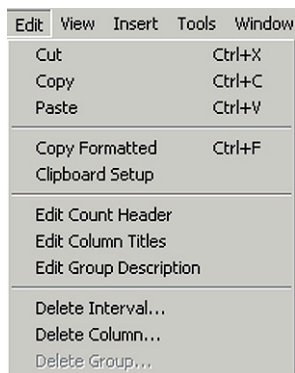 Edit View Insert Tools Window
Cut Ctrl+X
Copy Ctrl+C
Paste Ctrl+V
Copy Formatted Ctrl+F
Clipboard Setup
Edit Count Header
Edit Column Titles
Edit Group Description
Delete Interval...
Delete Column...
Delete Group...